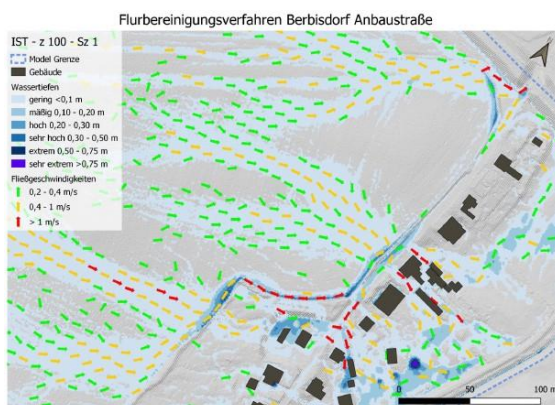 Flurbereinigungsverfahren Berbisdorf Anbaustraße
IST - z 100 - Sz 1
Model Grenze
Gebäude
Wassertiefen
gering <0,1 m
mäßig 0,10 - 0,20 m
hoch 0,20 - 0,30 m
sehr hoch 0,30 - 0,50 m
extrem 0,50 - 0,75 m
sehr extrem >0,75 m
Fließgeschwindigkeiten
0,2 - 0,4 m/s
0,4 - 1 m/s
> 1 m/s
0 50 100 m